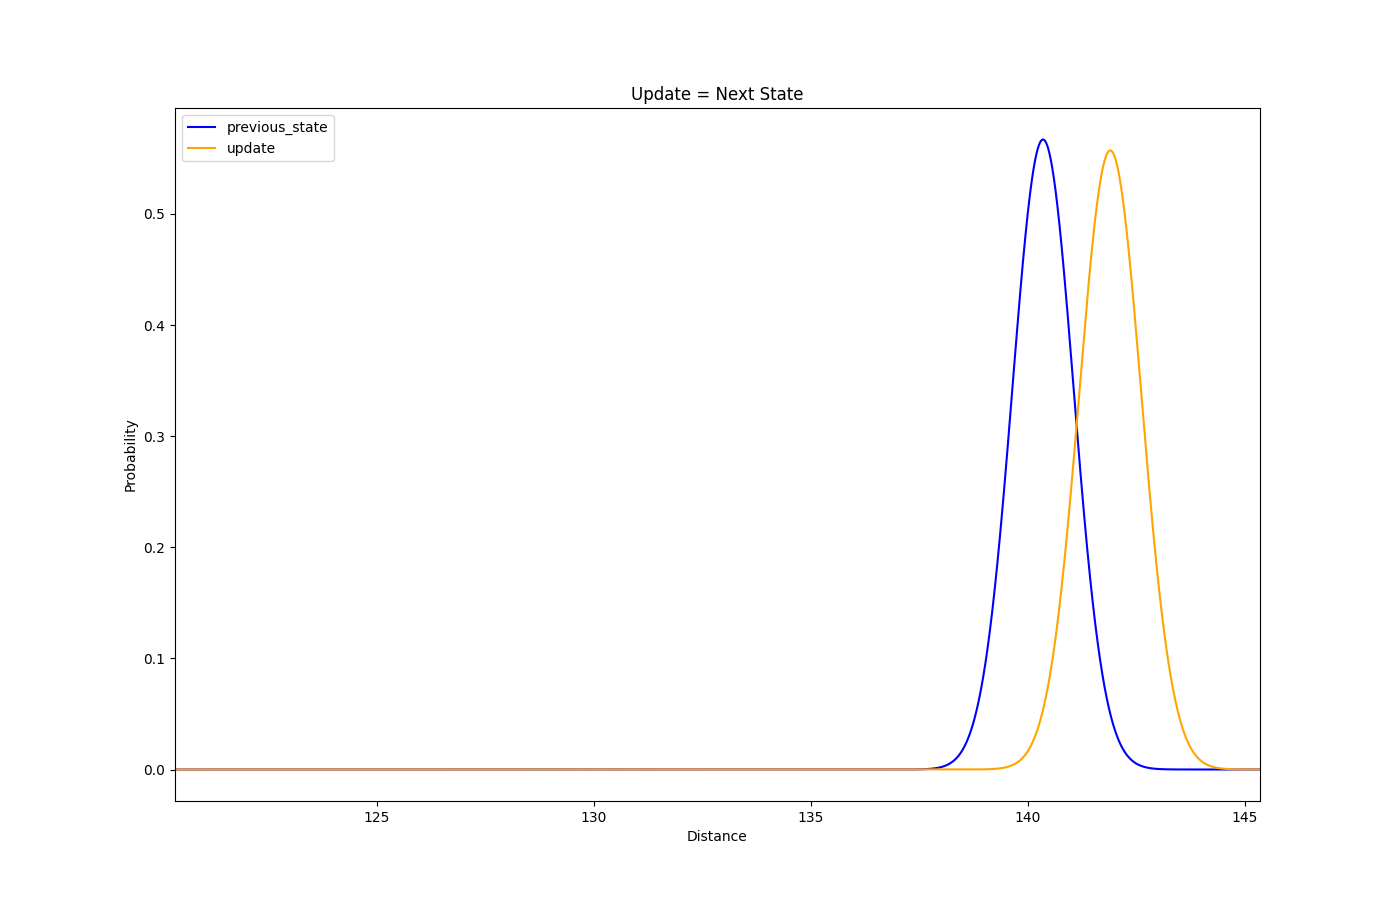 Update = Next State
previous_state
update
0.5
0.4
0.3
0.2
0.1
0.0
Probability
125
130
135
140
145
Distance